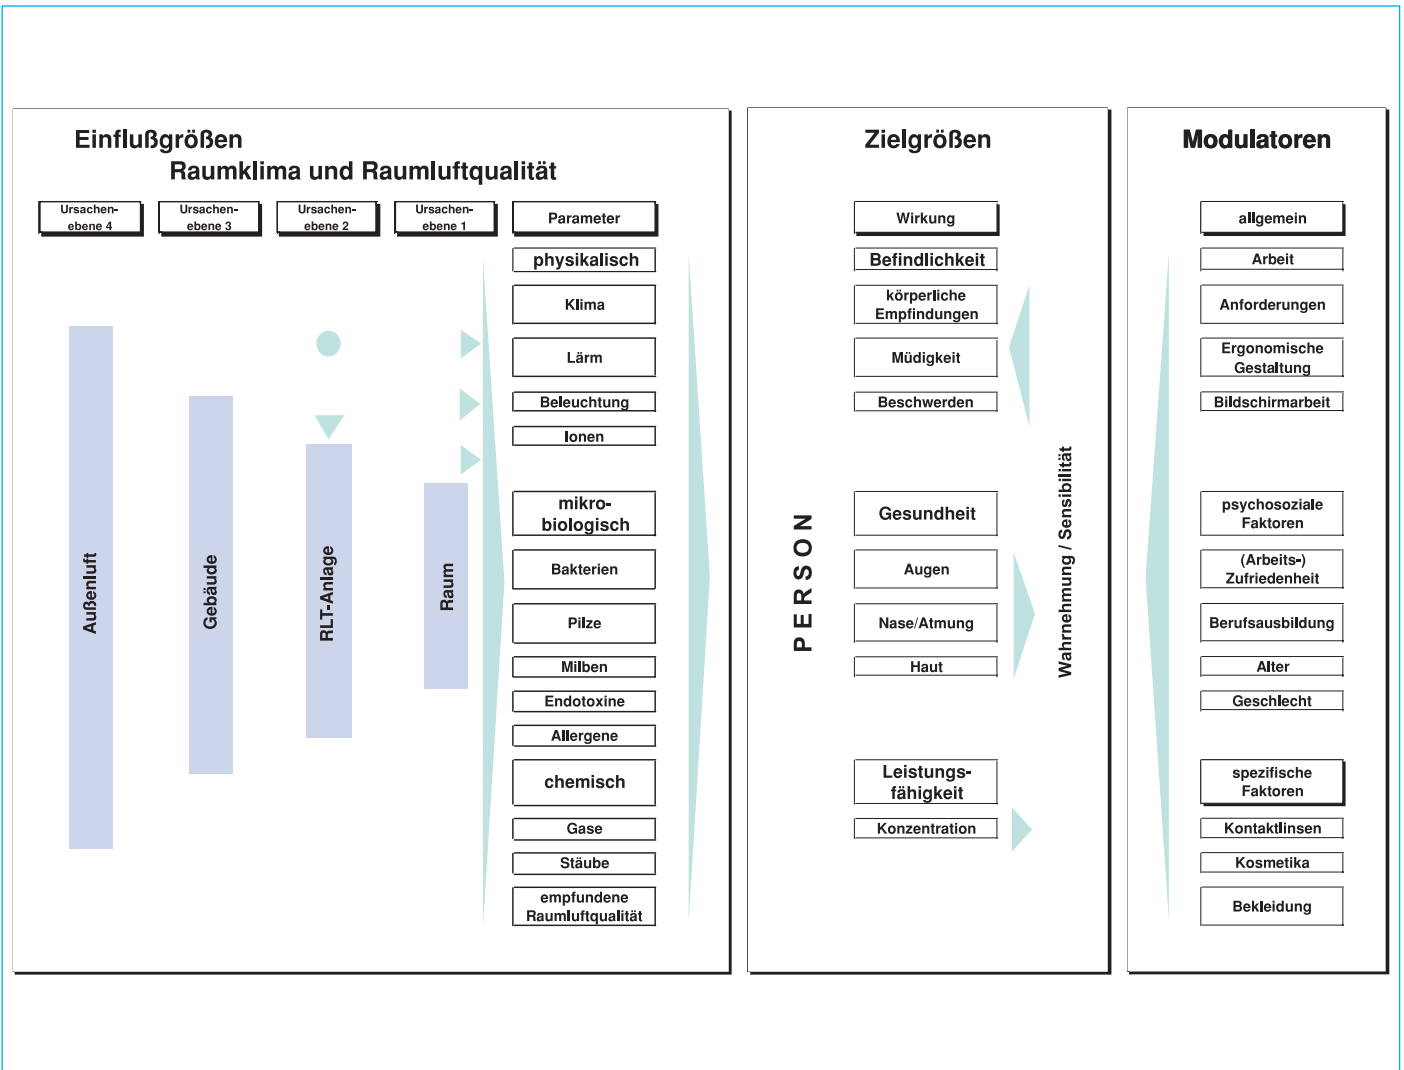 Einflußgrößen
Raumklima und Raumluftqualität
Ursachen-
ebene 4
Ursachen-
ebene 3
Ursachen-
ebene 2
Ursachen-
ebene 1
Parameter
physikalisch
Klima
Lärm
Beleuchtung
Ionen
mikro-
biologisch
Bakterien
Pilze
Milben
Endotoxine
Allergene
chemisch
Gase
Stäube
empfundene
Raumluftqualität
Außenluft
Gebäude
RLT-Anlage
Raum
Zielgrößen
PERSON
Wirkung
Befindlichkeit
körperliche
Empfindungen
Müdigkeit
Beschwerden
Gesundheit
Augen
Nase/Atmung
Haut
Leistungs-
fähigkeit
Konzentration
Wahrnehmung / Sensibilität
Modulatoren
allgemein
Arbeit
Anforderungen
Ergonomische
Gestaltung
Bildschirmarbeit
psychosoziale
Faktoren
(Arbeits-)
Zufriedenheit
Berufsausbildung
Alter
Geschlecht
spezifische
Faktoren
Kontaktlinsen
Kosmetika
Bekleidung